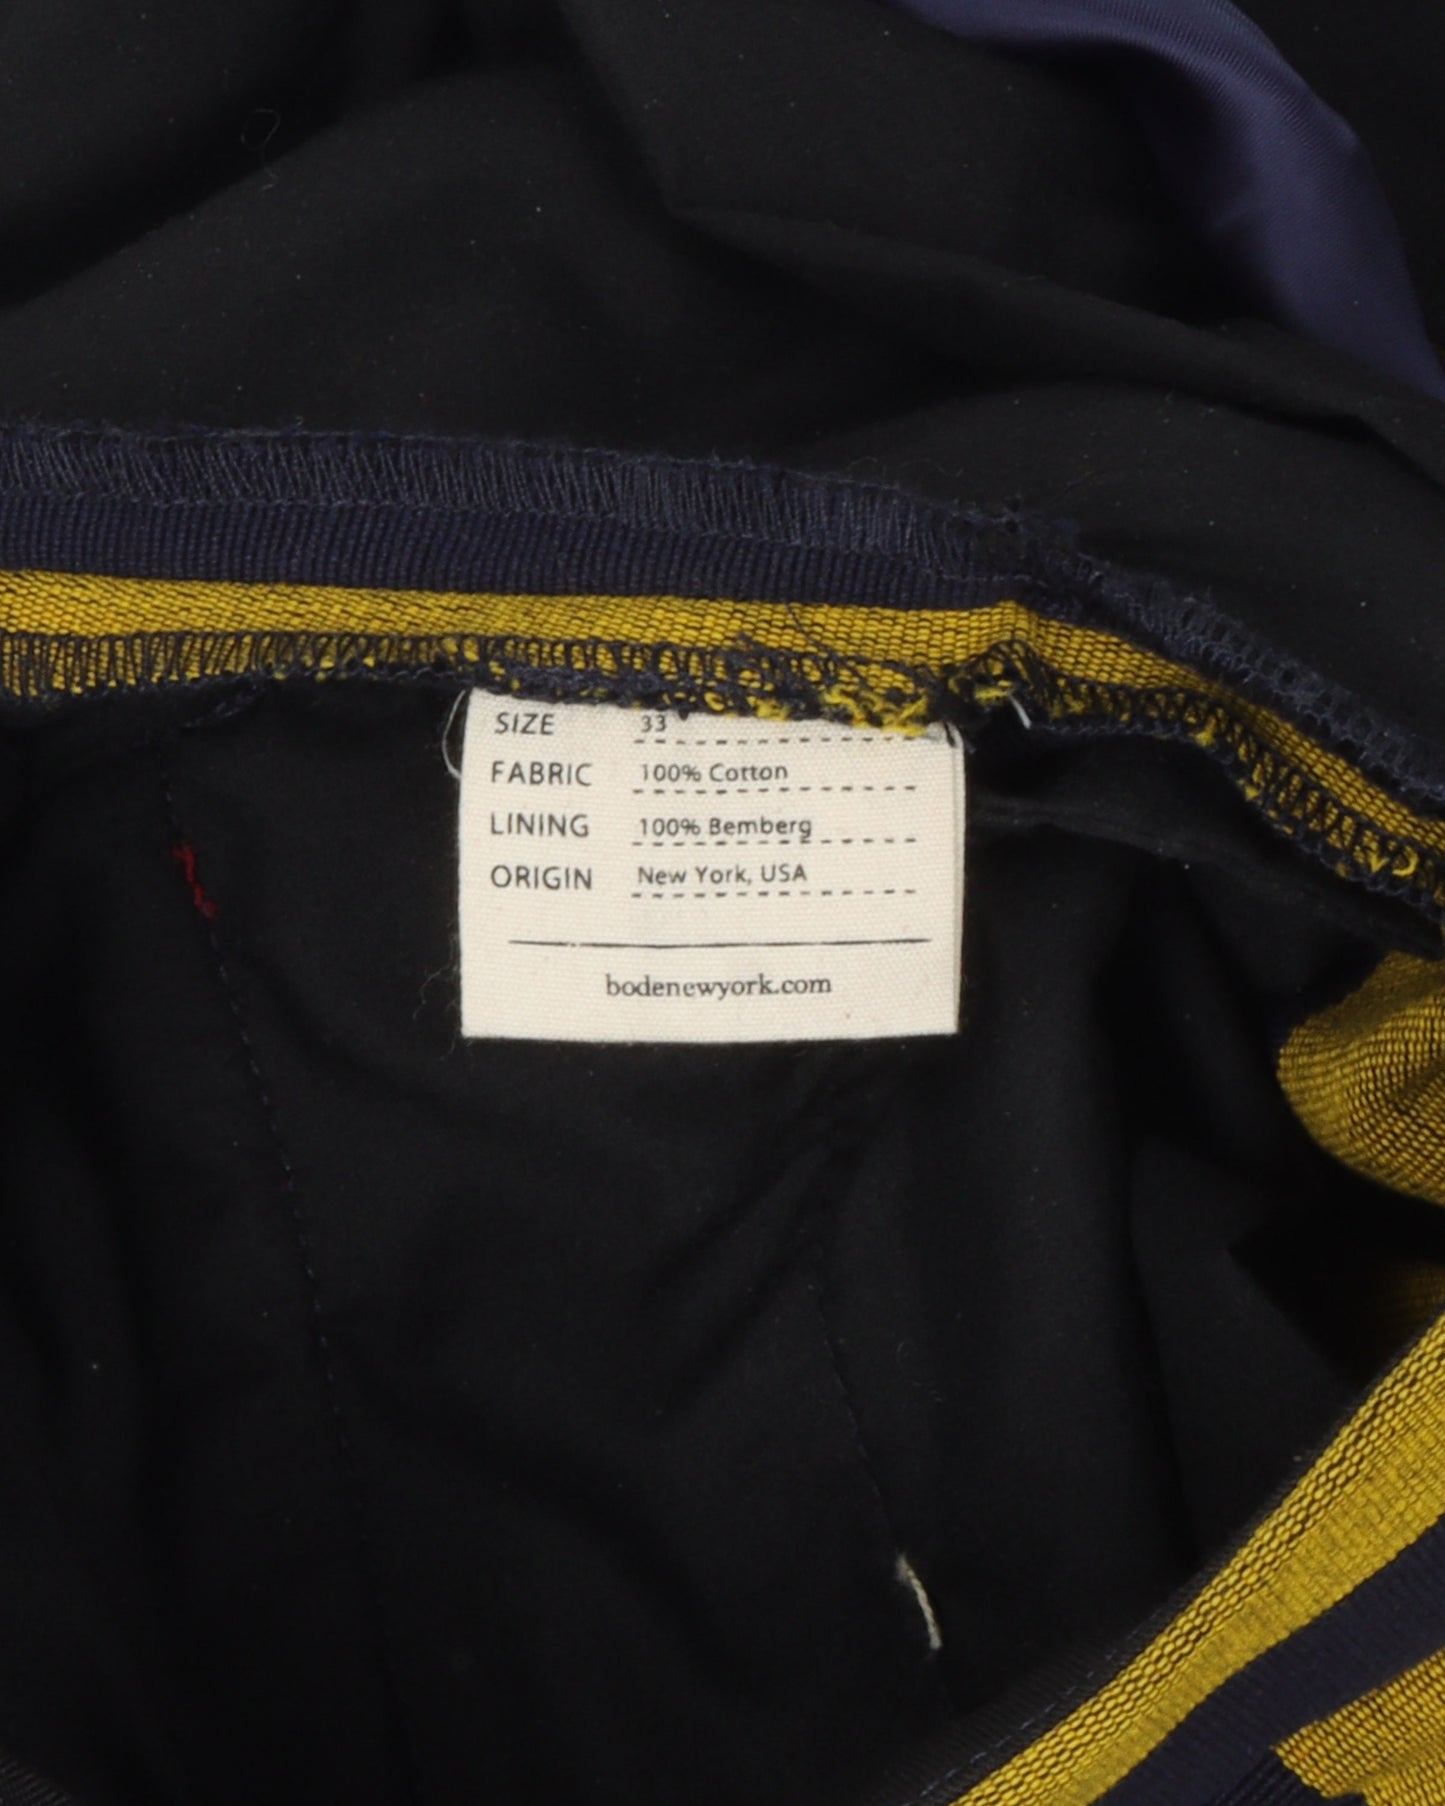 SIZE 33
FABRIC 100% Cotton
LINING 100% Bemberg
ORIGIN New York, USA
bodenewyork.com